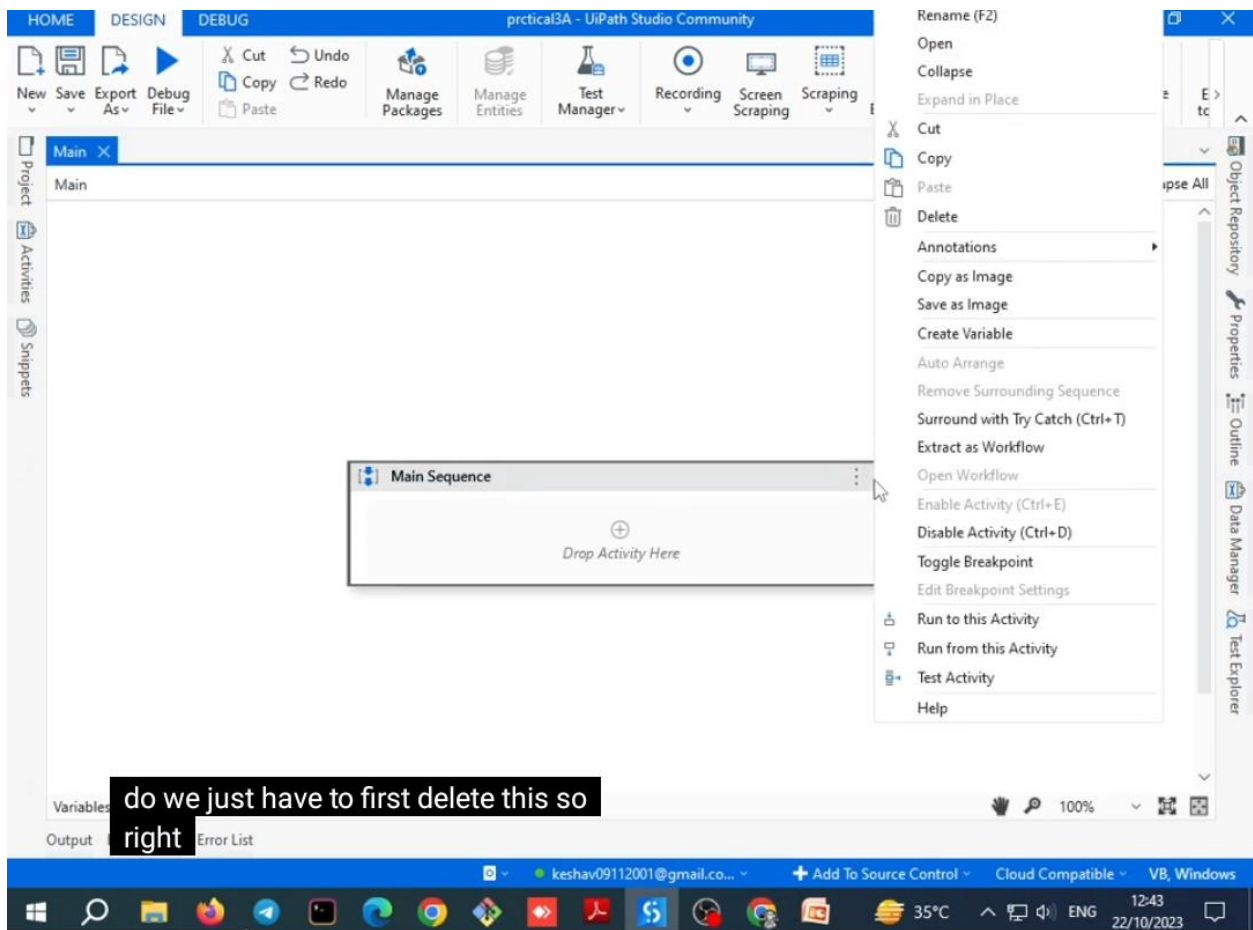 HOME DESIGN DEBUG prctical3A - UiPath Studio Community
New Save Export As Debug File
Cut Undo
Copy Redo
Paste
Manage Packages
Manage Entities
Test Manager
Recording
Screen Scraping
Scraping
Main
Main
apse All
Project
Activities
Snippets
Main Sequence
Drop Activity Here
Rename (F2)
Open
Collapse
Expand in Place
Cut
Copy
Paste
Delete
Annotations
Copy as Image
Save as Image
Create Variable
Auto Arrange
Remove Surrounding Sequence
Surround with Try Catch (Ctrl+T)
Extract as Workflow
Open Workflow
Enable Activity (Ctrl+E)
Disable Activity (Ctrl+D)
Toggle Breakpoint
Edit Breakpoint Settings
Run to this Activity
Run from this Activity
Test Activity
Help
Object Repository
Properties
Outline
Data Manager
Test Explorer
Variables
do we just have to first delete this so
right
100%
Output Error List
keshav09112001@gmail.co... Add To Source Control Cloud Compatible VB, Windows
35°C ENG 12:43
22/10/2023